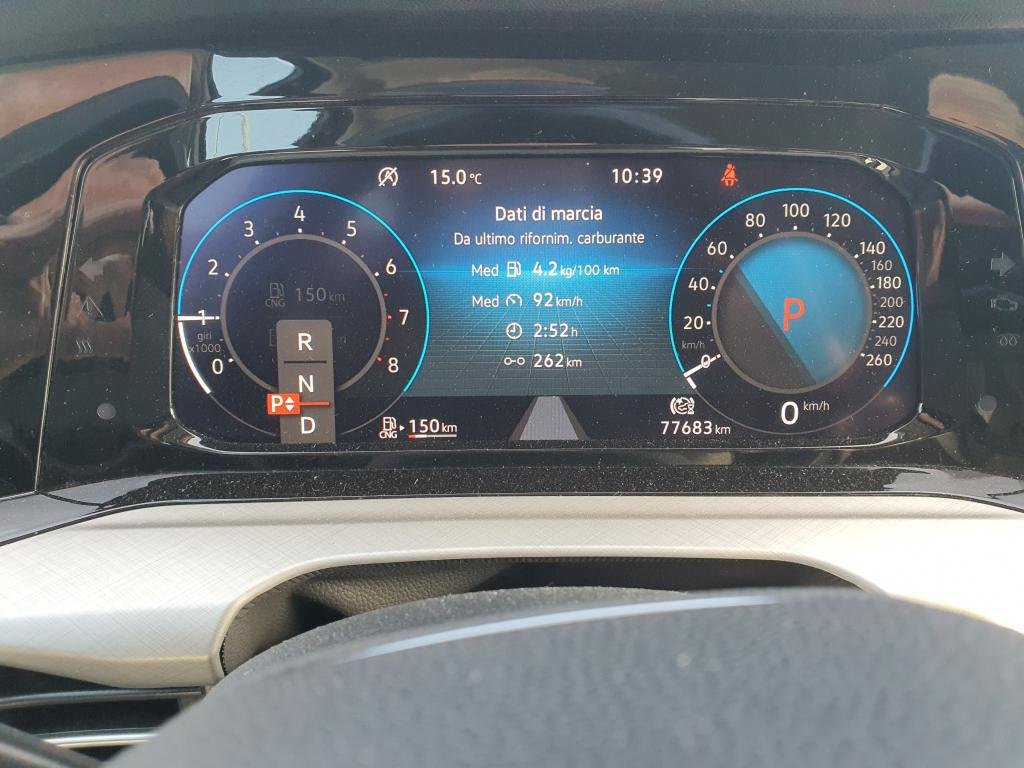 15.0 °C
10:39
Dati di marcia
Da ultimo rifornim. carburante
Med 4.2 kg/100 km
Med 92 km/h
2:52 h
262 km
0
1
2
3
4
5
6
7
8
giri
x1000
CNG 150 km
R
N
P
D
CNG 150 km
77683 km
0
20
40
60
80
100
120
140
160
180
200
220
240
260
km/h
P
0 km/h